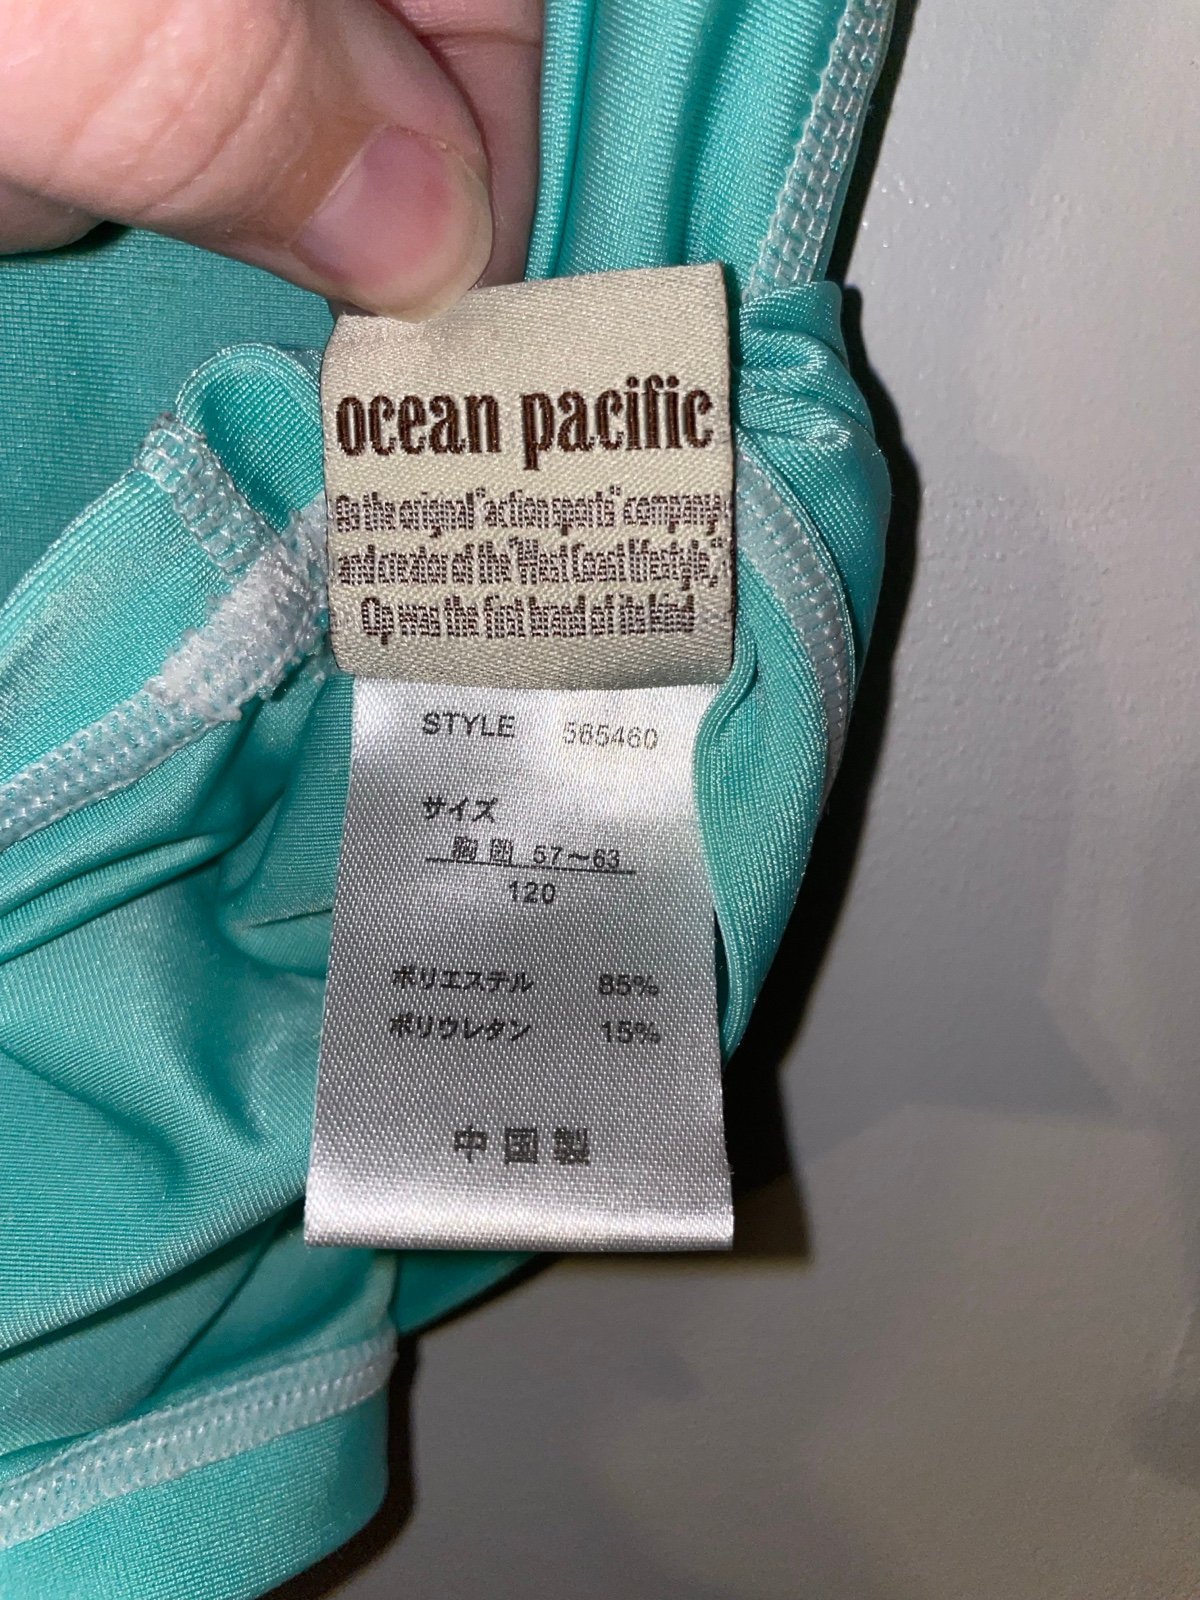 ocean pacific
As the original "action sports" company
and creator of the "West Coast lifestyle,"
Op was the first brand of its kind
STYLE 565460
サイズ
胸囲 57〜63
120
ポリエステル 85%
ポリウレタン 15%
中国製